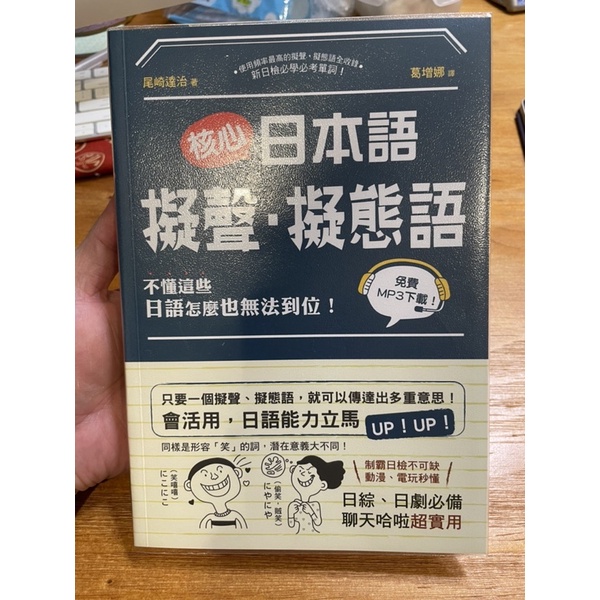 使用頻率最高的擬聲、擬態語全收錄
新日檢必學必考單詞！
尾崎達治 著
葛增娜 譯
核心 日本語
擬聲・擬態語
不懂這些
日語怎麼也無法到位！
免費
MP3下載！
只要一個擬聲、擬態語，就可以傳達出多重意思！
會活用，日語能力立馬 UP！UP！
同樣是形容「笑」的詞，潛在意義大不同！
（笑嘻嘻）
にこにこ
（偷笑，賊笑）
にやにや
制霸日檢不可缺
動漫、電玩秒懂
日綜、日劇必備
聊天哈啦超實用